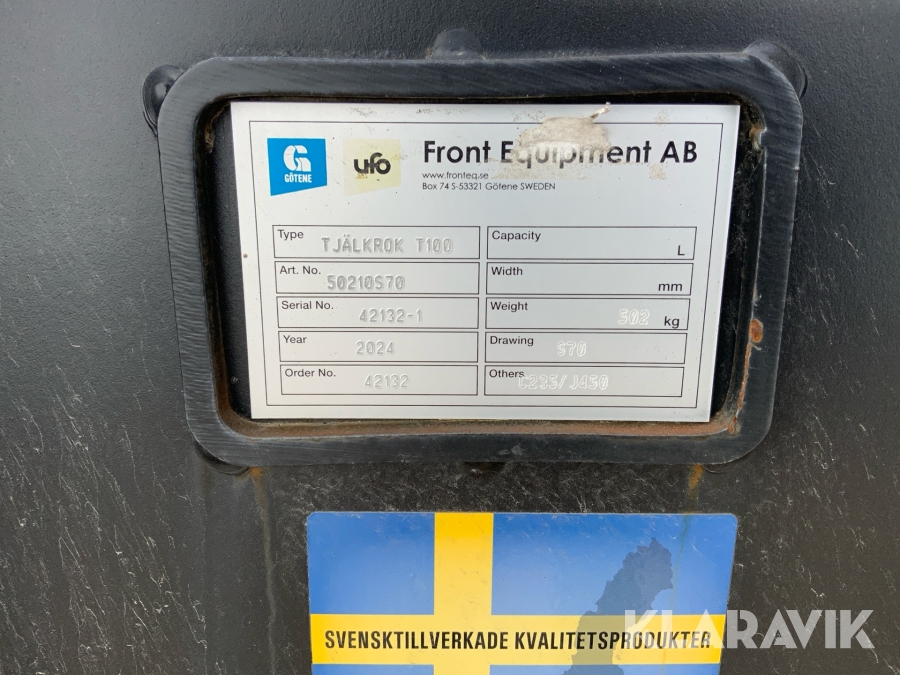 GÖTENE
ufo
Front Equipment AB
www.fronteq.se
Box 74 S-53321 Götene SWEDEN
Type TJÄLKROK T100
Capacity L
Art. No. 50210S70
Width mm
Serial No. 42132-1
Weight 502 kg
Year 2024
Drawing S70
Order No. 42132
Others C235/J450
SVENSKTILLVERKADE KVALITETSPRODUKTER
KLARAVIK